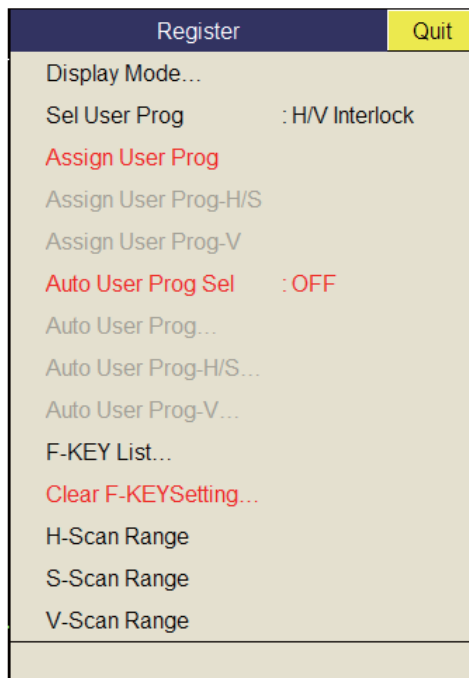 Register Quit
Display Mode...
Sel User Prog : H/V Interlock
Assign User Prog
Assign User Prog-H/S
Assign User Prog-V
Auto User Prog Sel : OFF
Auto User Prog...
Auto User Prog-H/S...
Auto User Prog-V...
F-KEY List...
Clear F-KEYSetting...
H-Scan Range
S-Scan Range
V-Scan Range